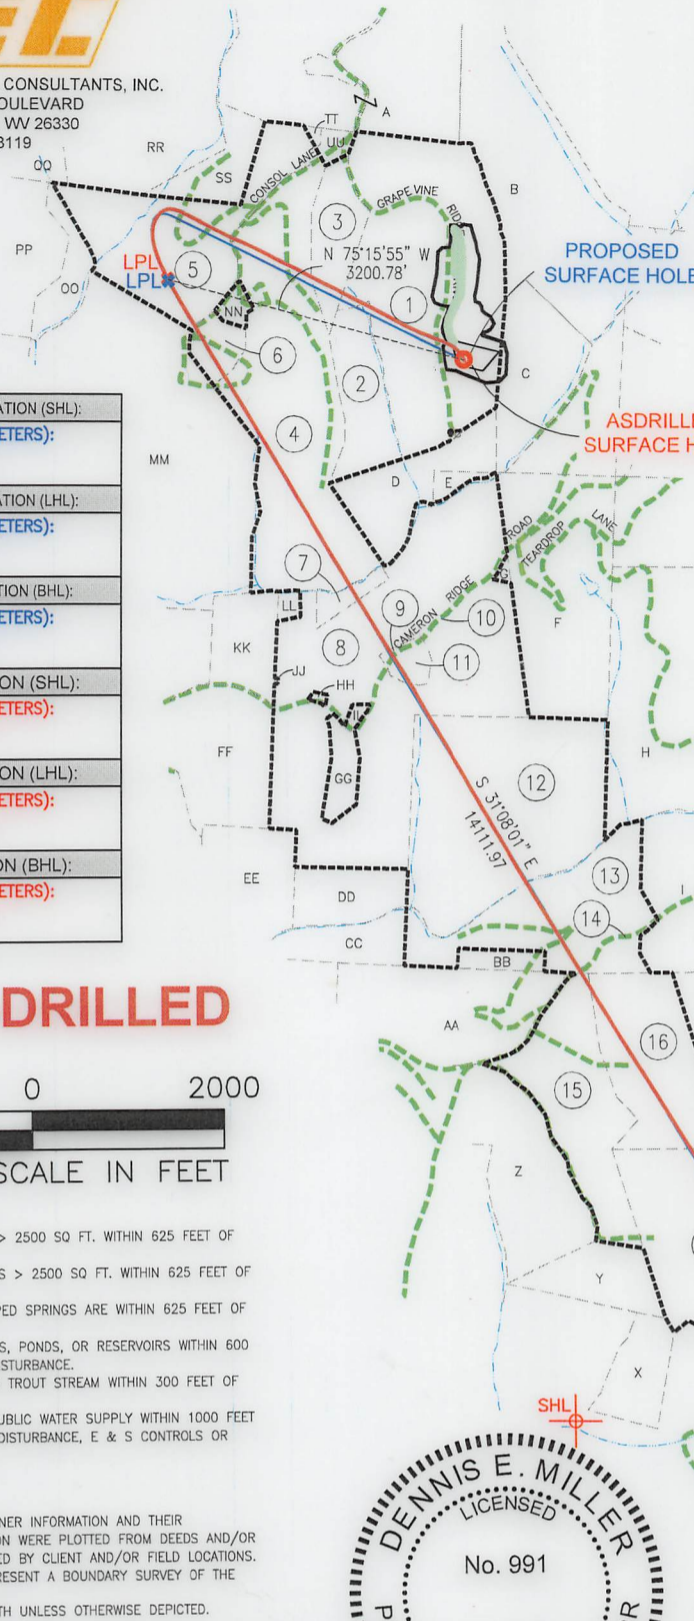 CONSULTANTS, INC.
OULEVARD
WV 26330
3119
RR
OO
SS
TT
UU
A
CONSOL LANE
GRAPE VINE
RIDGE
B
3
PP
N 75°15'55" W
3200.78'
PROPOSED
SURFACE HOLE
LPL
LPL
5
OO
1
NN
6
2
C
ASDRILLE
SURFACE H
ATION (SHL):
ETERS):
4
MM
D
E
ATION (LHL):
ETERS):
ROAD
TEARDROP
LANE
7
G
RIDGE
TION (BHL):
ETERS):
LL
9
CAMERON
10
F
KK
8
11
JJ
HH
II
ON (SHL):
ETERS):
FF
GG
H
12
ON (LHL):
ETERS):
S 31°08'01" E
14111.97
ON (BHL):
ETERS):
EE
DD
13
I
CC
14
BB
DRILLED
AA
16
0
2000
15
SCALE IN FEET
Z
> 2500 SQ FT. WITHIN 625 FEET OF
S > 2500 SQ FT. WITHIN 625 FEET OF
PED SPRINGS ARE WITHIN 625 FEET OF
S, PONDS, OR RESERVOIRS WITHIN 600
STURBANCE.
TROUT STREAM WITHIN 300 FEET OF
UBLIC WATER SUPPLY WITHIN 1000 FEET
DISTURBANCE, E & S CONTROLS OR
Y
X
SHL
NER INFORMATION AND THEIR
ON WERE PLOTTED FROM DEEDS AND/OR
ED BY CLIENT AND/OR FIELD LOCATIONS.
RESENT A BOUNDARY SURVEY OF THE
TH UNLESS OTHERWISE DEPICTED.
DENNIS E. MILLER
LICENSED
No. 991
P
R